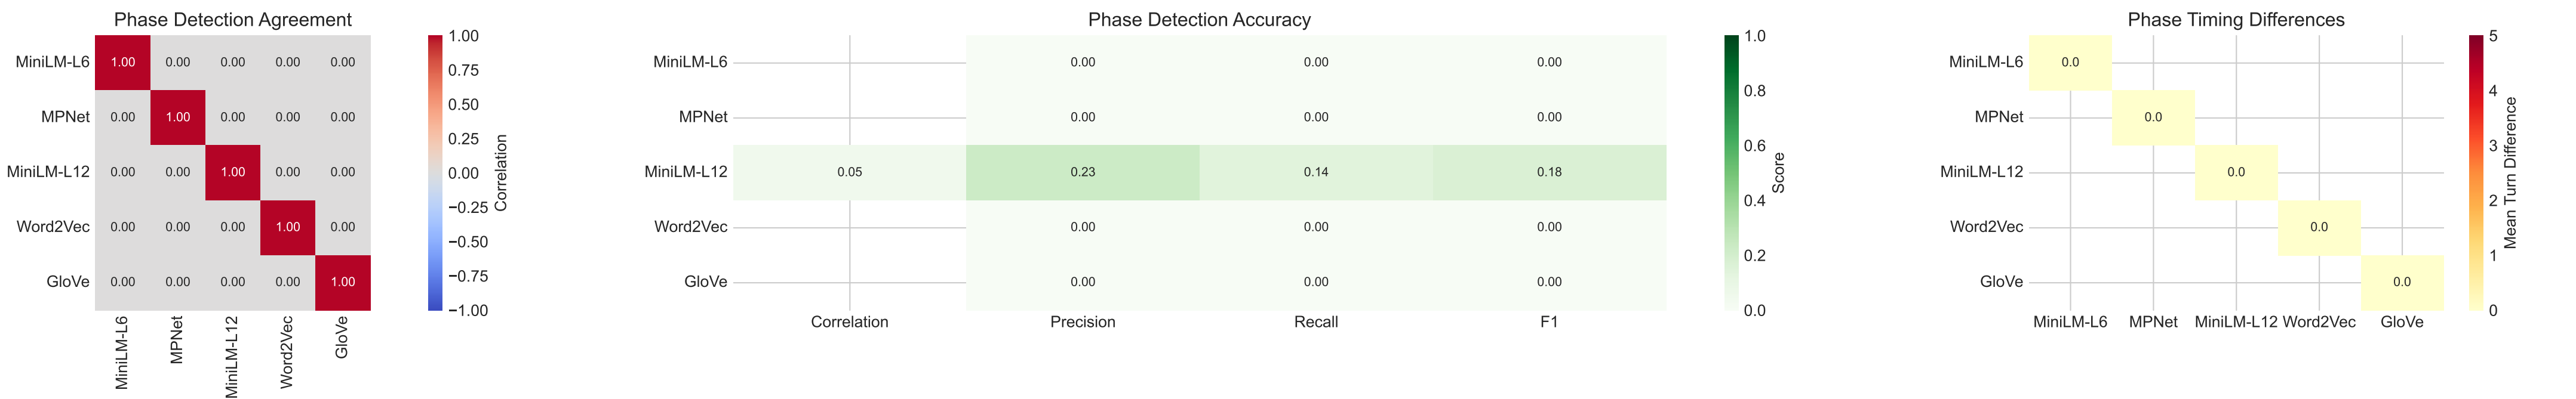 Phase Detection Agreement
MiniLM-L6 1.00 0.00 0.00 0.00 0.00
MPNet 0.00 1.00 0.00 0.00 0.00
MiniLM-L12 0.00 0.00 1.00 0.00 0.00
Word2Vec 0.00 0.00 0.00 1.00 0.00
GloVe 0.00 0.00 0.00 0.00 1.00
MiniLM-L6 MPNet MiniLM-L12 Word2Vec GloVe
1.00
0.75
0.50
0.25
0.00
−0.25
−0.50
−0.75
−1.00
Correlation
Phase Detection Accuracy
MiniLM-L6 0.00 0.00 0.00
MPNet 0.00 0.00 0.00
MiniLM-L12 0.05 0.23 0.14 0.18
Word2Vec 0.00 0.00 0.00
GloVe 0.00 0.00 0.00
Correlation Precision Recall F1
1.0
0.8
0.6
0.4
0.2
0.0
Score
Phase Timing Differences
MiniLM-L6 0.0
MPNet 0.0
MiniLM-L12 0.0
Word2Vec 0.0
GloVe 0.0
MiniLM-L6 MPNet MiniLM-L12 Word2Vec GloVe
5
4
3
2
1
0
Mean Turn Difference